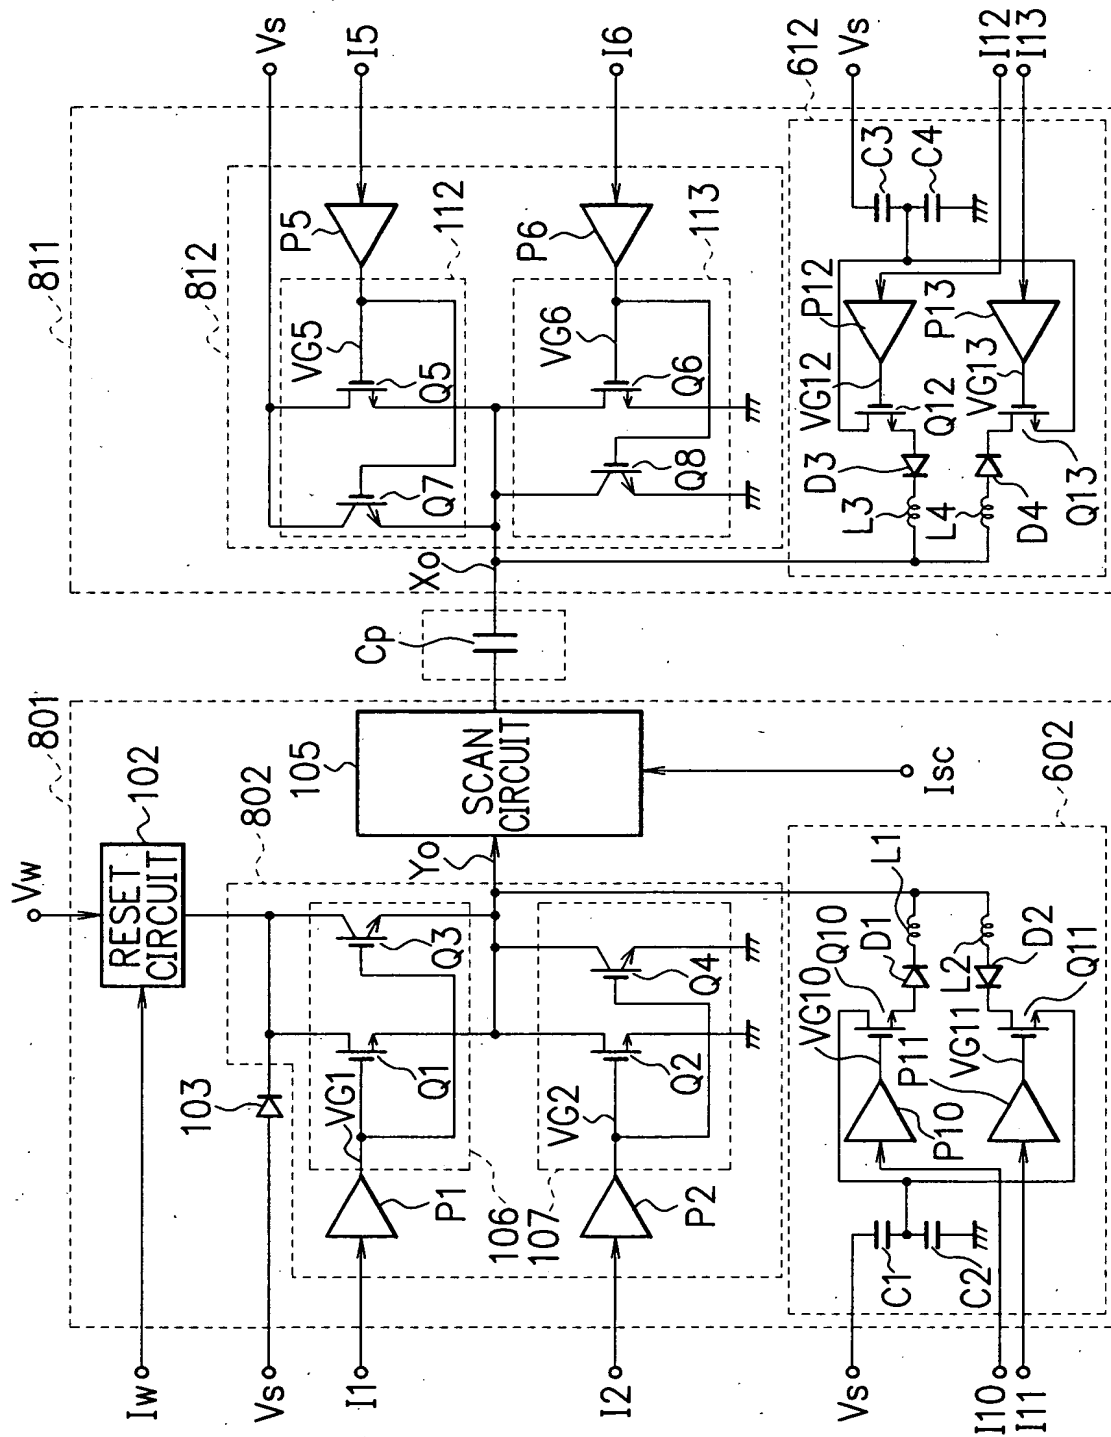 801
811
Vw
Iw
RESET
CIRCUIT
102
Vs
103
802
812
Vs
I1
P1
VG1
Q1
Q3
106
105
SCAN
CIRCUIT
Yo
Cp
Xo
Q7
Q5
VG5
P5
112
I5
I2
P2
VG2
Q2
Q4
107
Q8
Q6
VG6
P6
113
I6
Isc
602
612
Vs
C1
C2
P10
P11
VG10
VG11
Q10
Q11
D1
D2
L1
L2
I10
I11
L3
L4
D3
D4
Q12
Q13
VG12
VG13
P12
P13
C3
C4
Vs
I12
I13